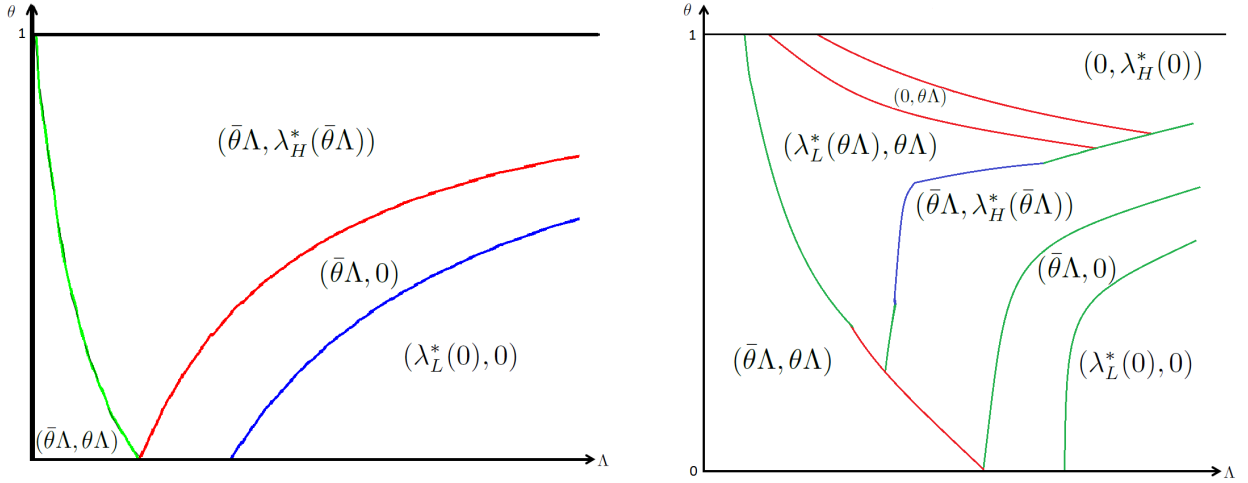 θ
1
(θ̄Λ, λ*_H(θ̄Λ))
(θ̄Λ, 0)
(λ*_L(0), 0)
(θ̄Λ, θΛ)
Λ
θ
1
(0, λ*_H(0))
(0, θΛ)
(λ*_L(θΛ), θΛ)
(θ̄Λ, λ*_H(θ̄Λ))
(θ̄Λ, 0)
(θ̄Λ, θΛ)
(λ*_L(0), 0)
0
Λ